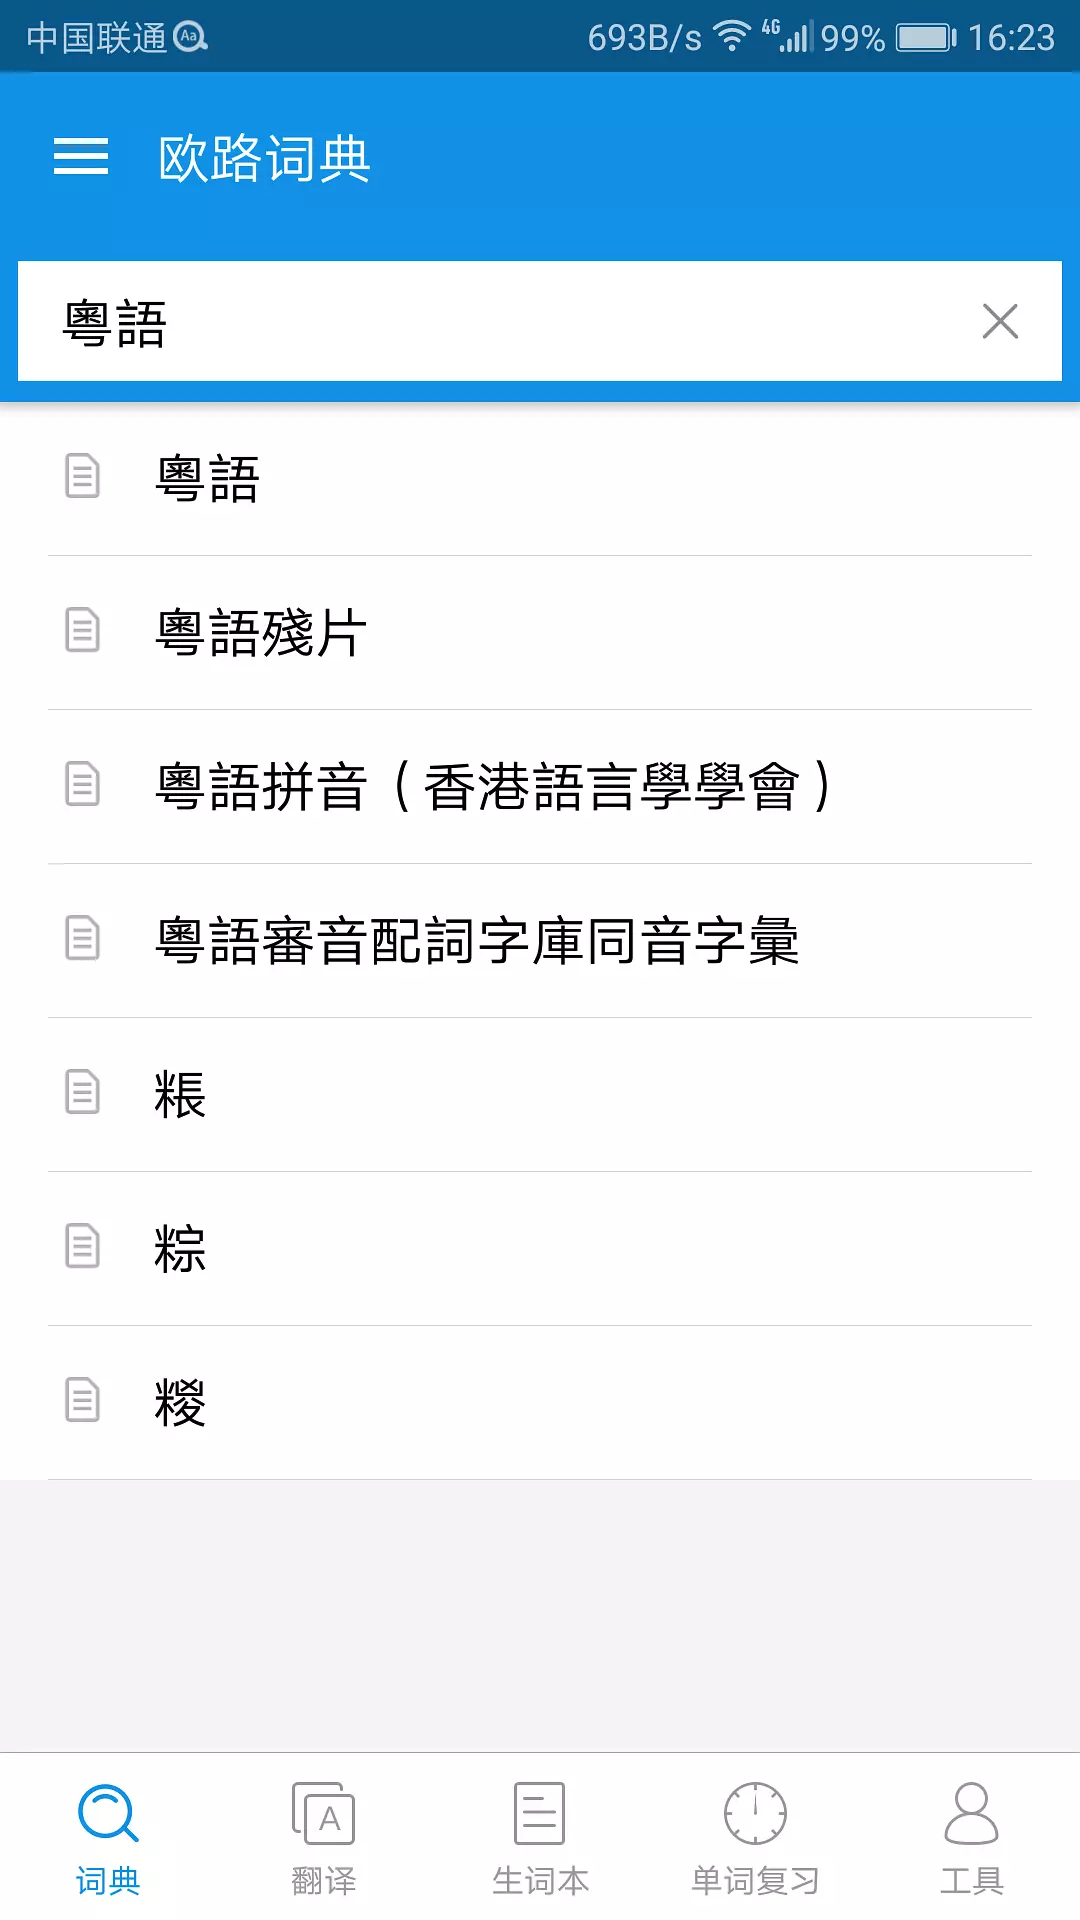 中国联通 Aa 693B/s 4G 99% 16:23
欧路词典
粵語
粵語
粵語殘片
粵語拼音（香港語言學學會）
粵語審音配詞字庫同音字彙
粻
粽
糉
A
词典 翻译 生词本 单词复习 工具